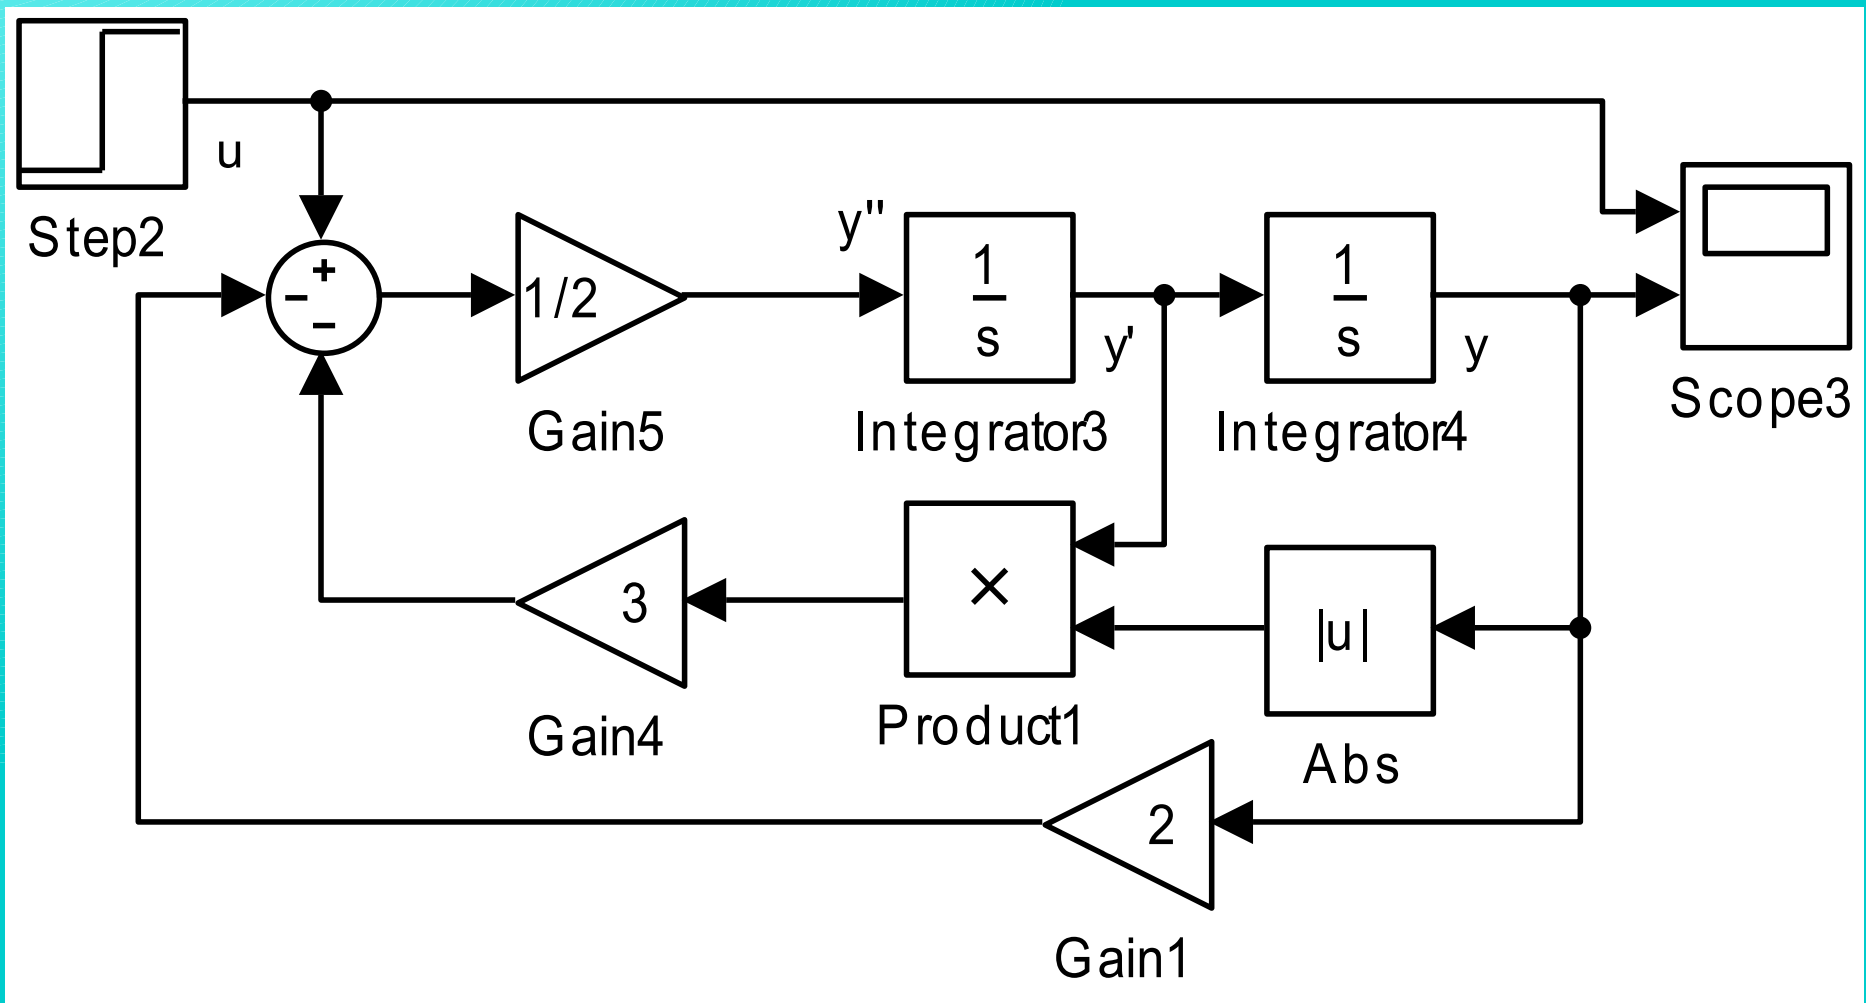 u
Step2
+
−
−
1/2
Gain5
y''
1
s
Integrator3
y'
1
s
Integrator4
y
Scope3
3
Gain4
×
Product1
|u|
Abs
2
Gain1